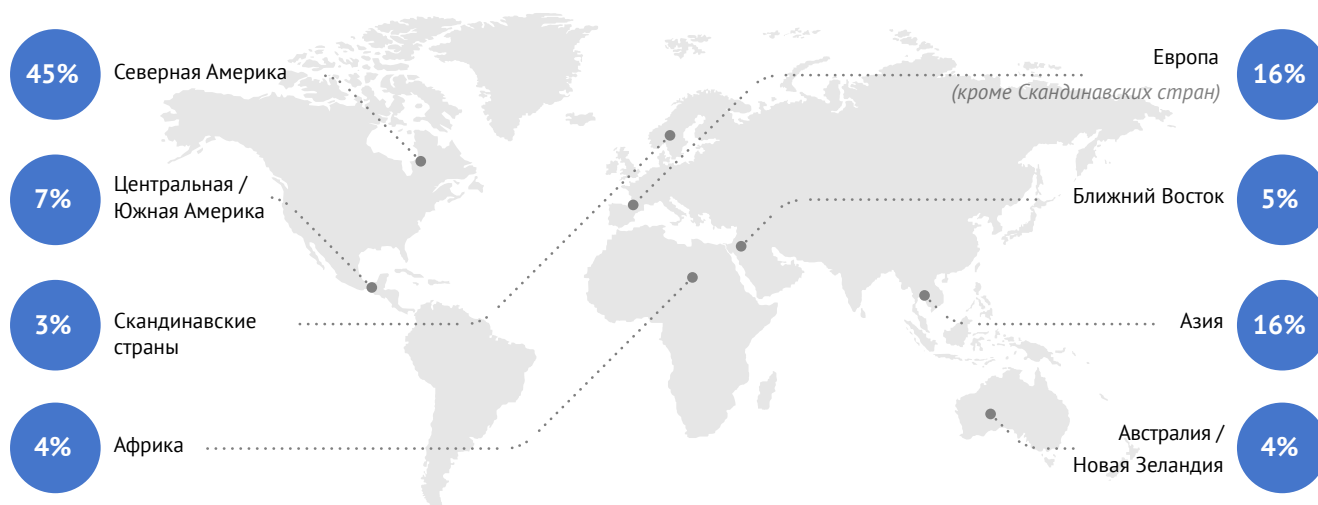 45%
Северная Америка
7%
Центральная /
Южная Америка
3%
Скандинавские
страны
4%
Африка
Европа
(кроме Скандинавских стран)
16%
Ближний Восток
5%
Азия
16%
Австралия /
Новая Зеландия
4%